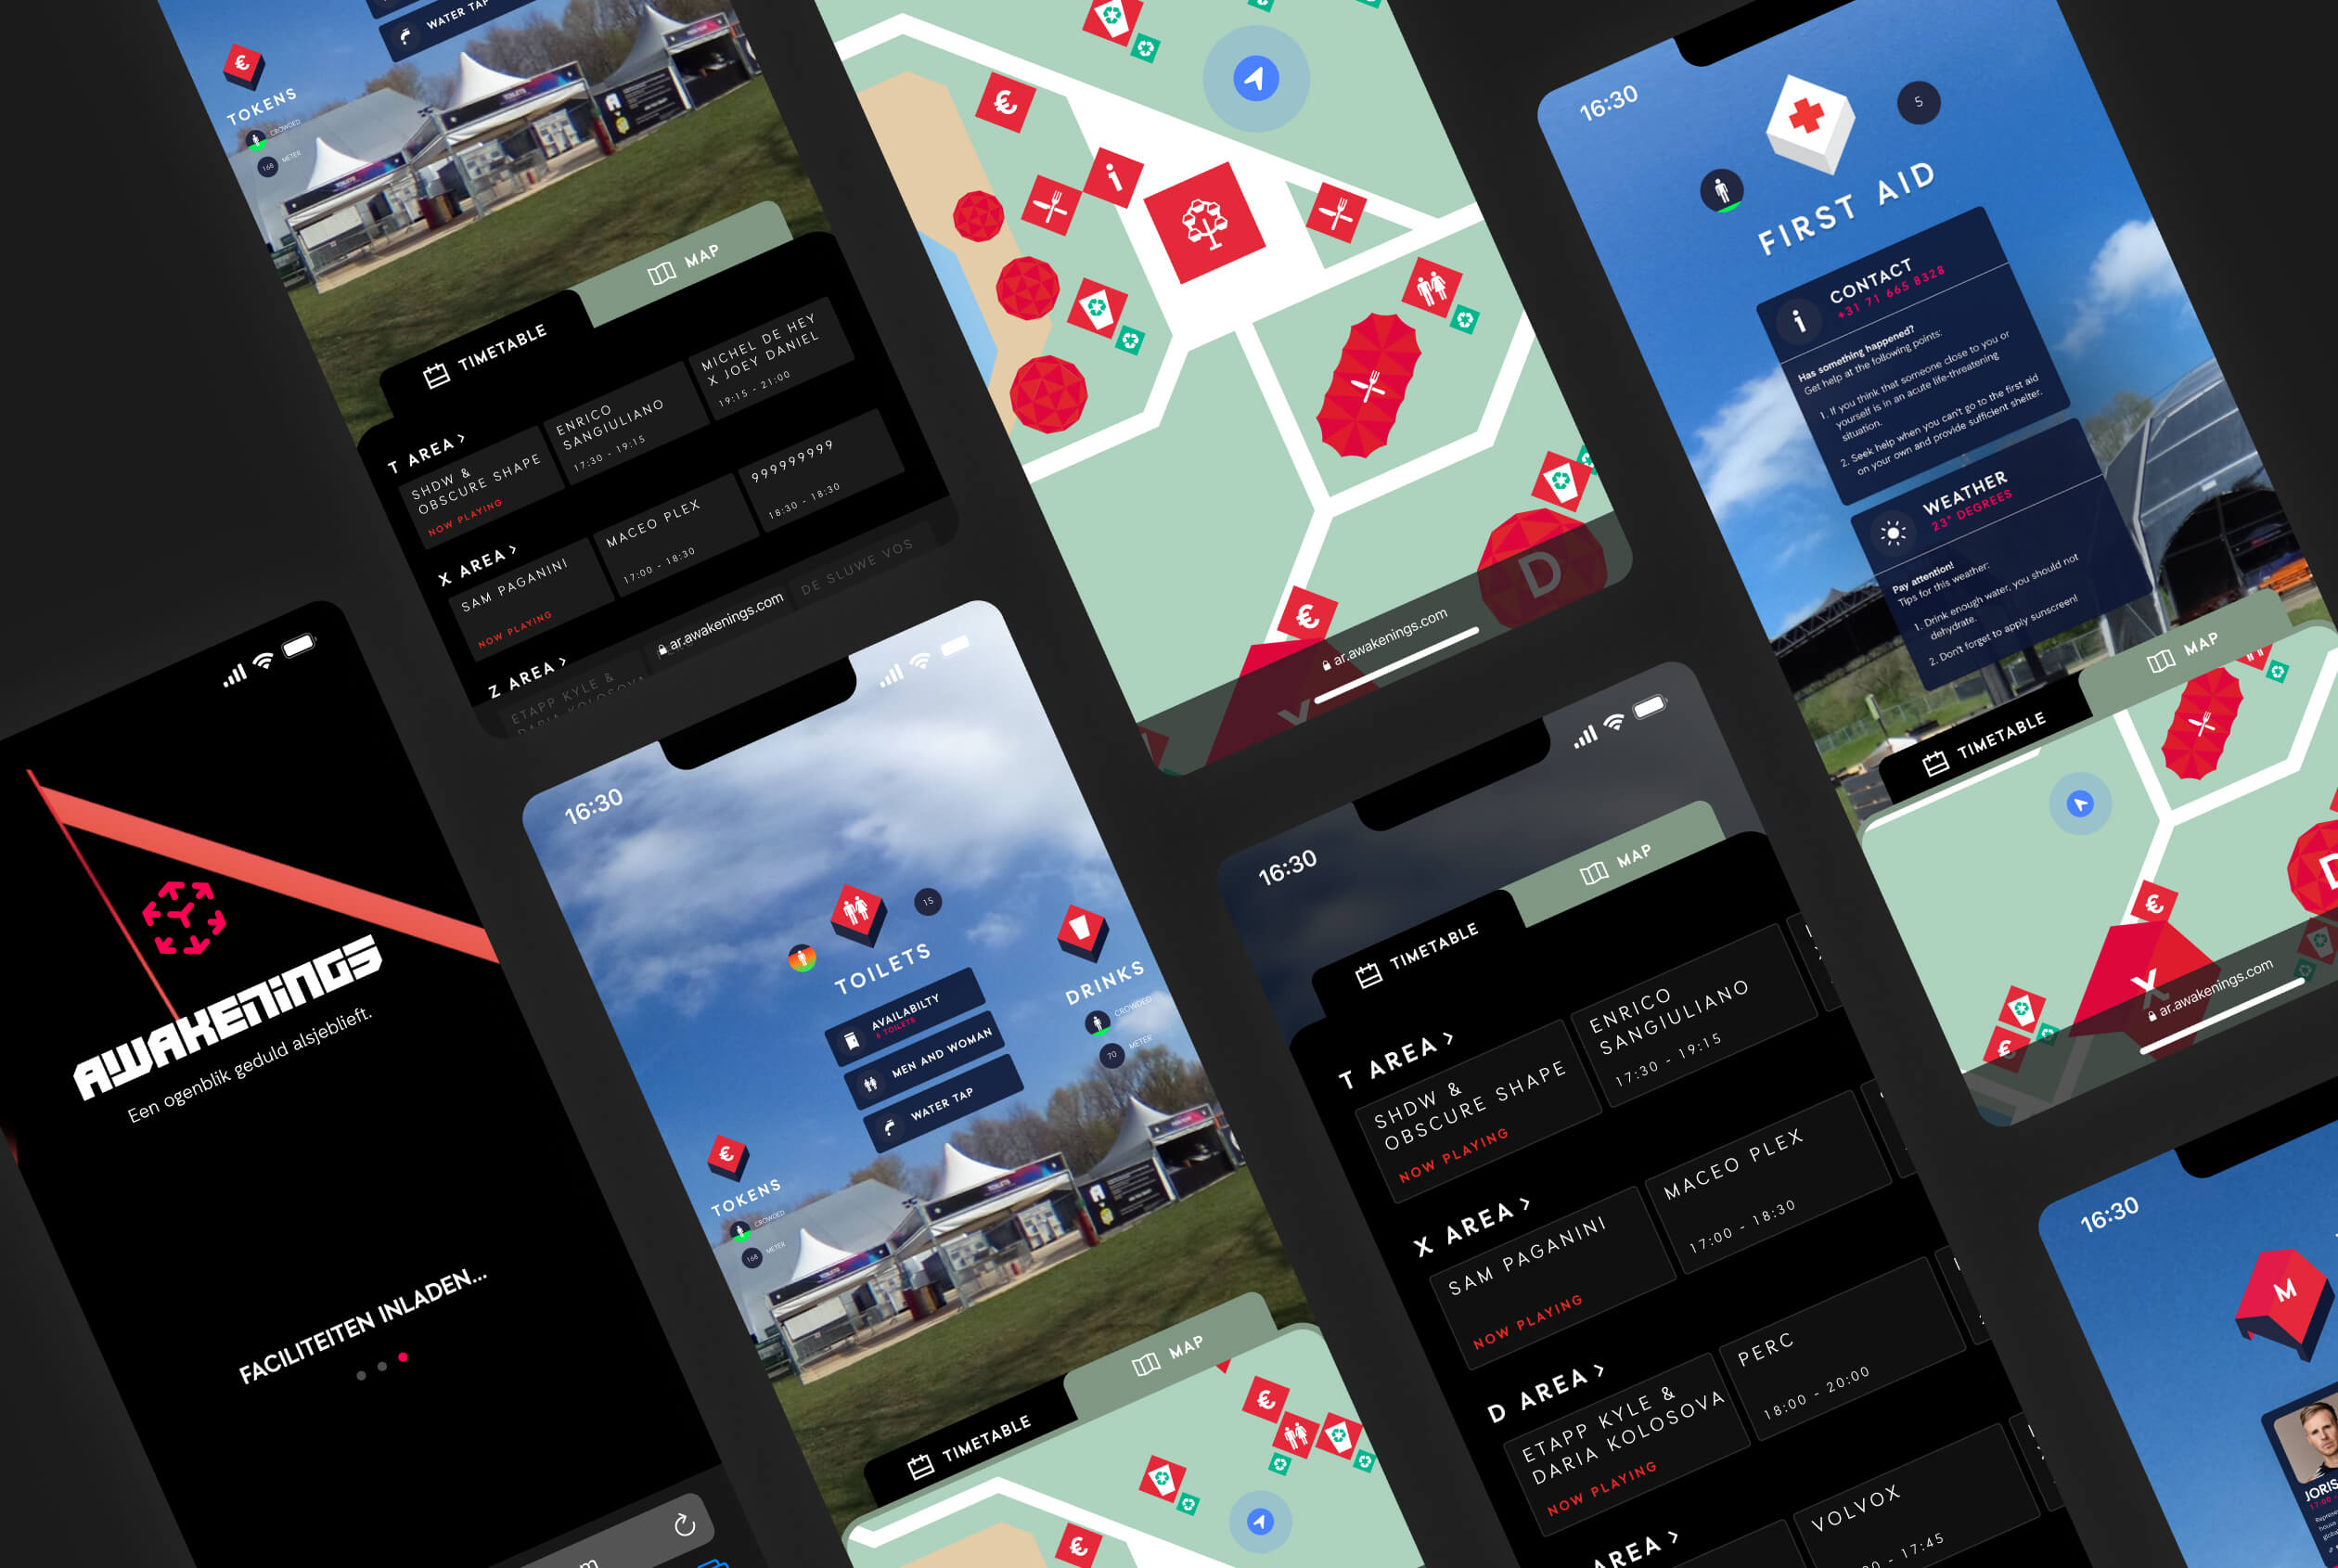 WATER TAP
€
TOKENS
CROWDED
168 METER
TIMETABLE
MAP
T AREA >
SHDW &
OBSCURE SHAPE
NOW PLAYING
ENRICO
SANGIULIANO
17:30 - 19:15
MICHEL DE HEY
X JOEY DANIEL
19:15 - 21:00
X AREA >
SAM PAGANINI
NOW PLAYING
MACEO PLEX
17:00 - 18:30
999999999
18:30 - 18:30
Z AREA >
ETAPP KYLE &
DARIA KOLOSOVA
DE SLUWE VOS
ar.awakenings.com
€
i
D
€
X
ar.awakenings.com
16:30
5
FIRST AID
i
CONTACT
+31 71 665 8328
Has something happened?
Get help at the following points:
1. If you think that someone close to you or
yourself is in an acute life-threatening
situation.
2. Seek help when you can't go to the first aid
on your own and provide sufficient shelter.
WEATHER
23° DEGREES
Pay attention!
Tips for this weather:
1. Drink enough water, you should not
dehydrate.
2. Don't forget to apply sunscreen!
TIMETABLE
MAP
€
D
X
€
ar.awakenings.com
AWAKENINGS
Een ogenblik geduld alsjeblieft.
FACILITEITEN INLADEN...
16:30
15
TOILETS
AVAILABILTY
6 TOILETS
MEN AND WOMAN
WATER TAP
DRINKS
CROWDED
70 METER
€
TOKENS
CROWDED
168 METER
TIMETABLE
MAP
€
€
16:30
TIMETABLE
MAP
T AREA >
SHDW &
OBSCURE SHAPE
NOW PLAYING
ENRICO
SANGIULIANO
17:30 - 19:15
X AREA >
SAM PAGANINI
NOW PLAYING
MACEO PLEX
17:00 - 18:30
D AREA >
ETAPP KYLE &
DARIA KOLOSOVA
NOW PLAYING
PERC
18:00 - 20:00
AREA >
VOLVOX
- 17:45
16:30
M
JORIS